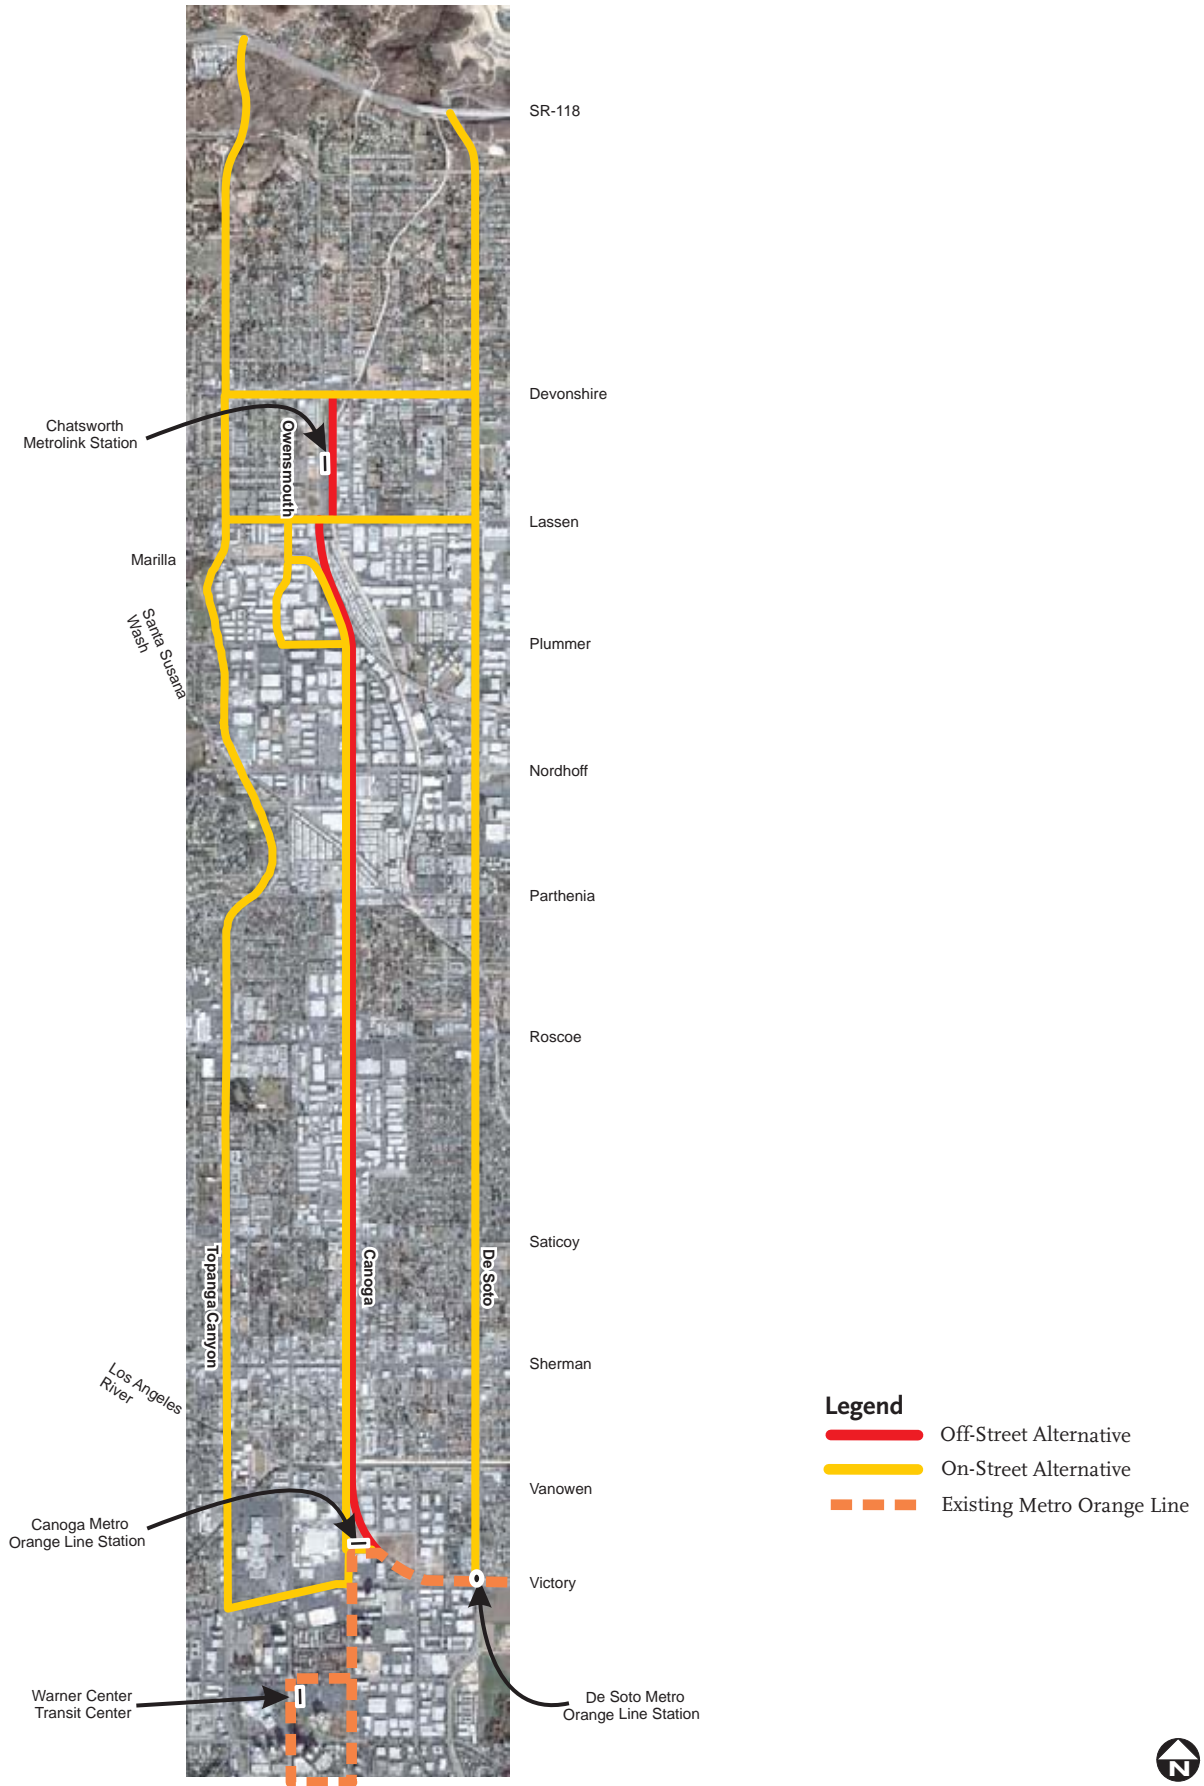 SR-118
Devonshire
Chatsworth
Metrolink Station
Owensmouth
Lassen
Marilla
Santa Susana
Wash
Plummer
Nordhoff
Parthenia
Roscoe
Saticoy
Topanga Canyon
Canoga
De Soto
Sherman
Los Angeles
River
Legend
Off-Street Alternative
On-Street Alternative
Existing Metro Orange Line
Vanowen
Canoga Metro
Orange Line Station
Victory
Warner Center
Transit Center
De Soto Metro
Orange Line Station
N